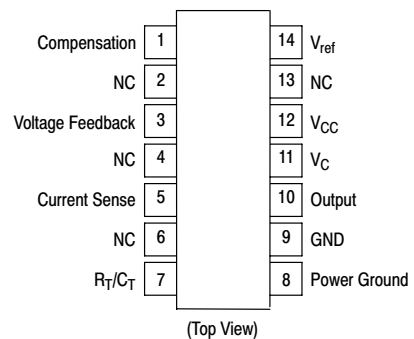 Compensation 1 14 Vref
NC 2 13 NC
Voltage Feedback 3 12 VCC
NC 4 11 VC
Current Sense 5 10 Output
NC 6 9 GND
RT/CT 7 8 Power Ground
(Top View)